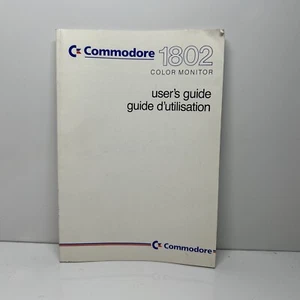 Commodore 1802
COLOR MONITOR
user's guide
guide d'utilisation
Commodore